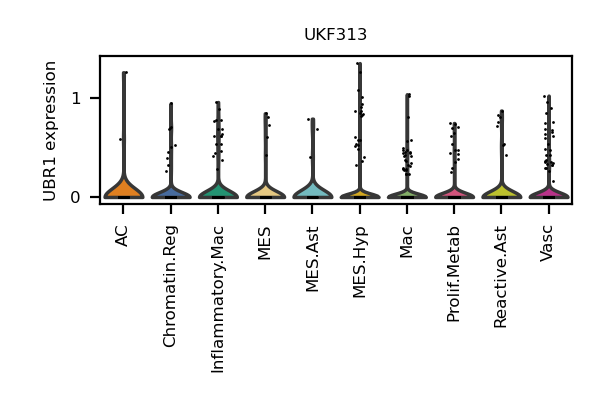 UKF313
UBR1 expression
1
0
AC
Chromatin.Reg
Inflammatory.Mac
MES
MES.Ast
MES.Hyp
Mac
Prolif.Metab
Reactive.Ast
Vasc